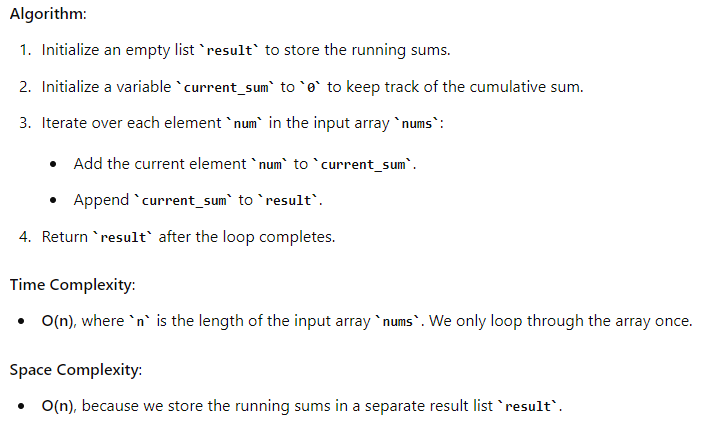 Algorithm:
1. Initialize an empty list `result` to store the running sums.
2. Initialize a variable `current_sum` to `0` to keep track of the cumulative sum.
3. Iterate over each element `num` in the input array `nums`:
• Add the current element `num` to `current_sum`.
• Append `current_sum` to `result`.
4. Return `result` after the loop completes.
Time Complexity:
• O(n), where `n` is the length of the input array `nums`. We only loop through the array once.
Space Complexity:
• O(n), because we store the running sums in a separate result list `result`.